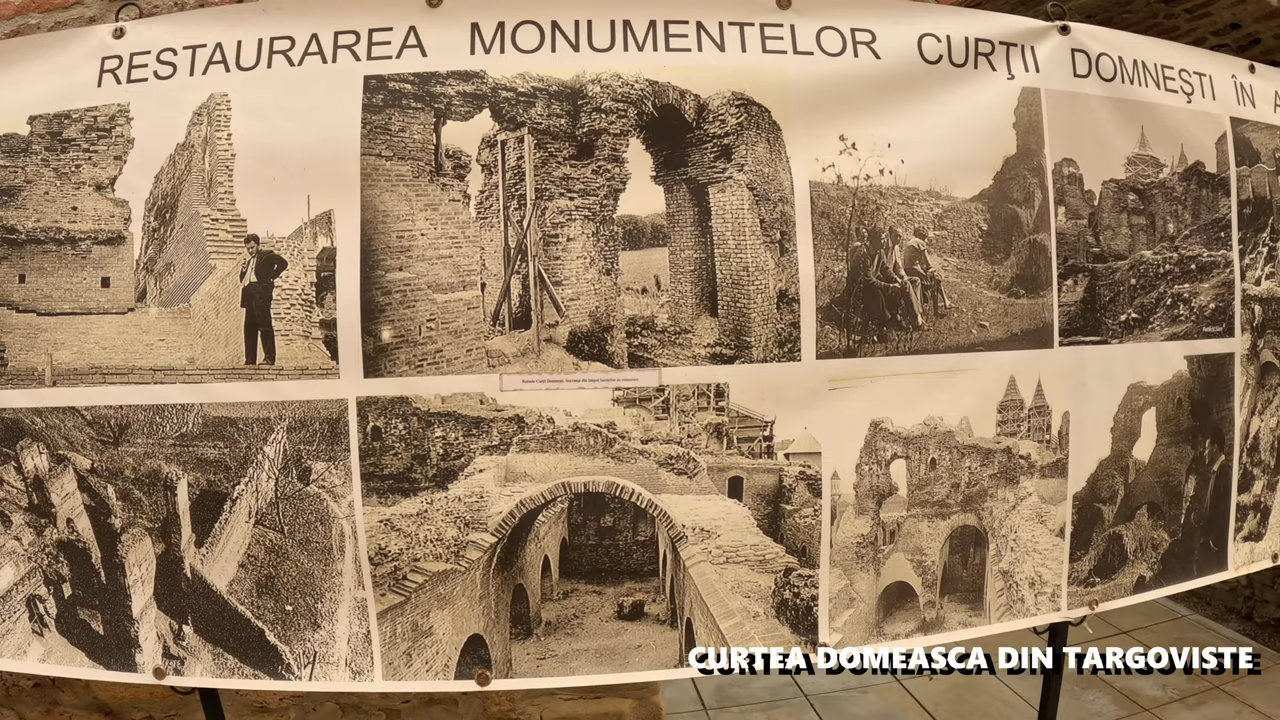 RESTAURAREA MONUMENTELOR CURŢII DOMNEŞTI ÎN A
CURTEA DOMEASCA DIN TARGOVISTE